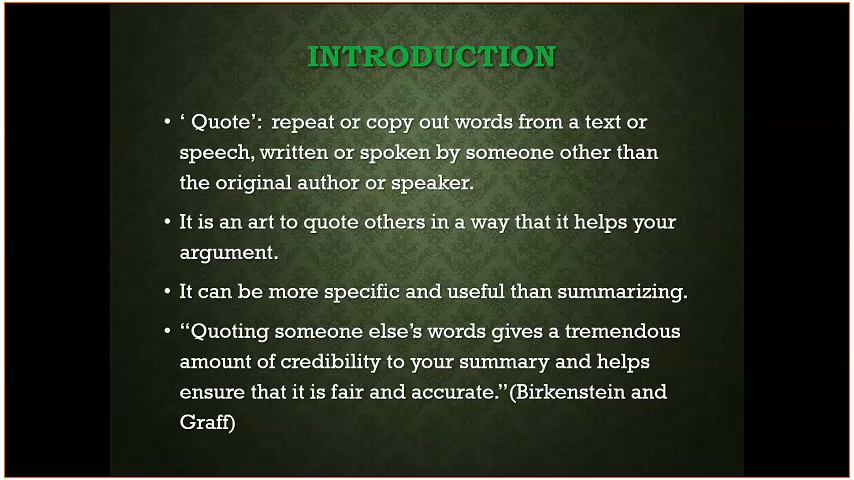 INTRODUCTION
• ‘ Quote’: repeat or copy out words from a text or
speech, written or spoken by someone other than
the original author or speaker.
• It is an art to quote others in a way that it helps your
argument.
• It can be more specific and useful than summarizing.
• “Quoting someone else’s words gives a tremendous
amount of credibility to your summary and helps
ensure that it is fair and accurate.”(Birkenstein and
Graff)